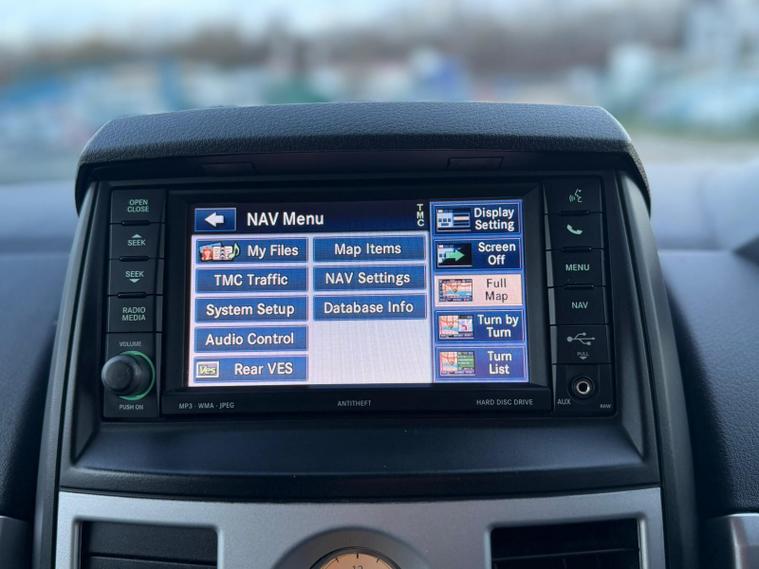 OPEN
CLOSE
SEEK
SEEK
RADIO
MEDIA
VOLUME
PUSH ON
NAV Menu
TMC
My Files
TMC Traffic
System Setup
Audio Control
Ves
Rear VES
Map Items
NAV Settings
Database Info
Display
Setting
Screen
Off
Full
Map
Turn by
Turn
Turn
List
MENU
NAV
PULL
AUX
MP3 · WMA · JPEG
ANTITHEFT
HARD DISC DRIVE
12